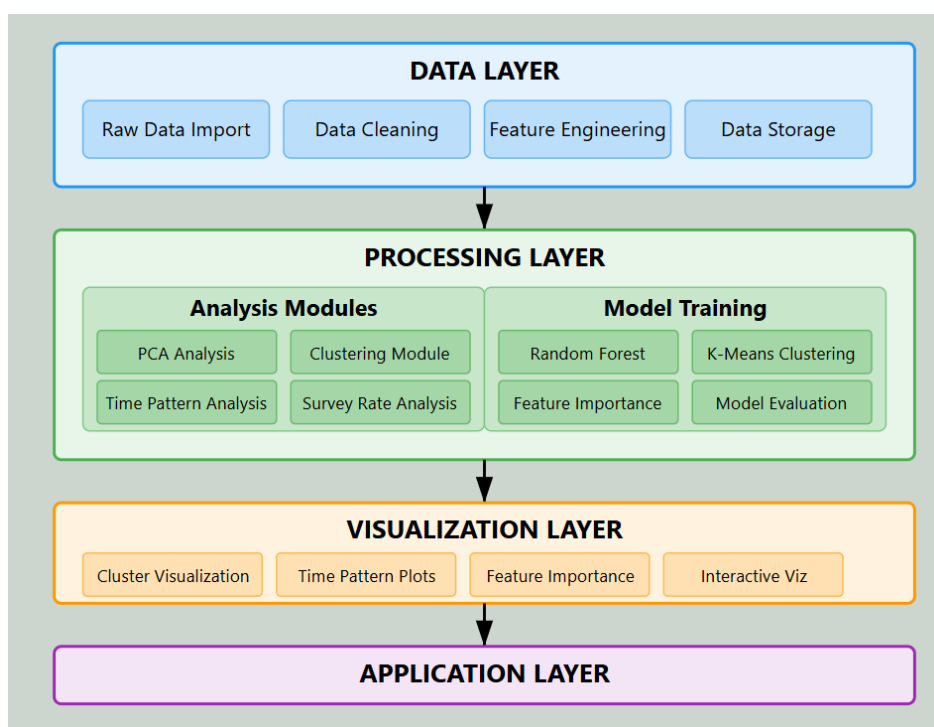 DATA LAYER
Raw Data Import
Data Cleaning
Feature Engineering
Data Storage
PROCESSING LAYER
Analysis Modules
PCA Analysis
Clustering Module
Time Pattern Analysis
Survey Rate Analysis
Model Training
Random Forest
K-Means Clustering
Feature Importance
Model Evaluation
VISUALIZATION LAYER
Cluster Visualization
Time Pattern Plots
Feature Importance
Interactive Viz
APPLICATION LAYER